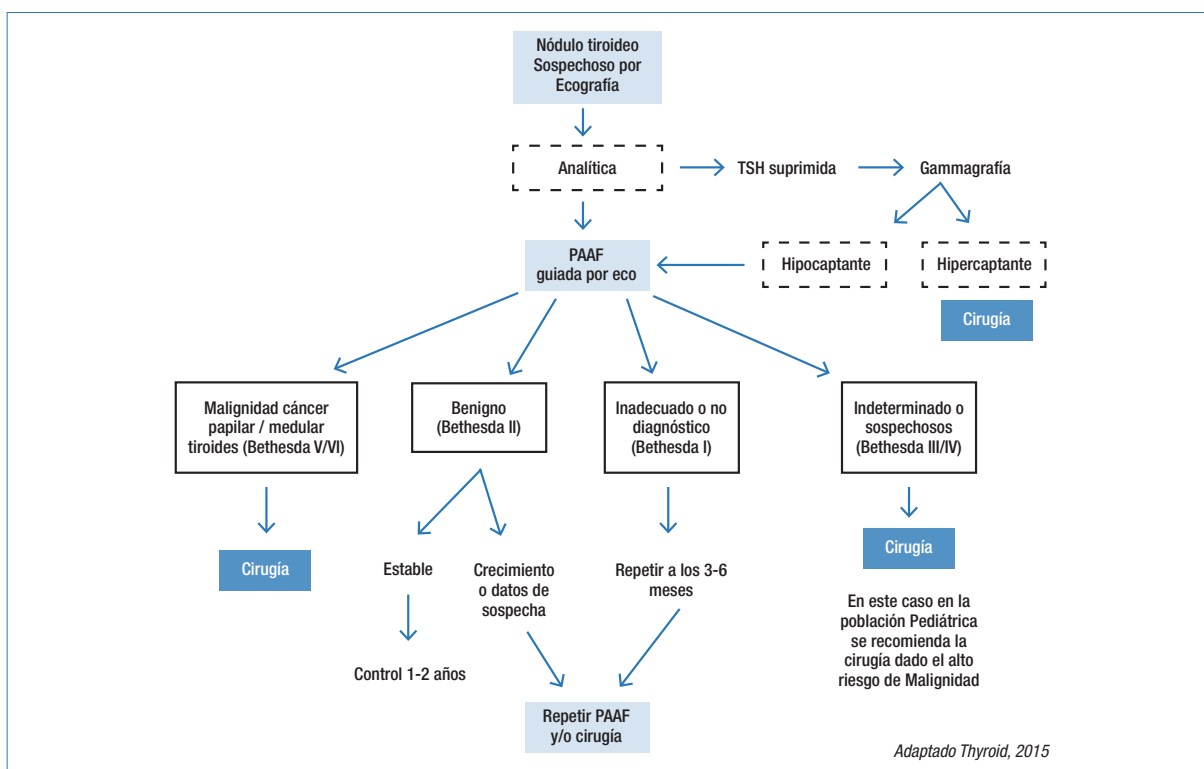 Nódulo tiroideo
Sospechoso por
Ecografía
Analítica
TSH suprimida
Gammagrafía
PAAF
guiada por eco
Hipocaptante
Hipercaptante
Cirugía
Malignidad cáncer
papilar / medular
tiroides (Bethesda V/VI)
Benigno
(Bethesda II)
Inadecuado o no
diagnóstico
(Bethesda I)
Indeterminado o
sospechosos
(Bethesda III/IV)
Cirugía
Estable
Crecimiento
o datos de
sospecha
Repetir a los 3-6
meses
Cirugía
Control 1-2 años
En este caso en la
población Pediátrica
se recomienda la
cirugía dado el alto
riesgo de Malignidad
Repetir PAAF
y/o cirugía
Adaptado Thyroid, 2015